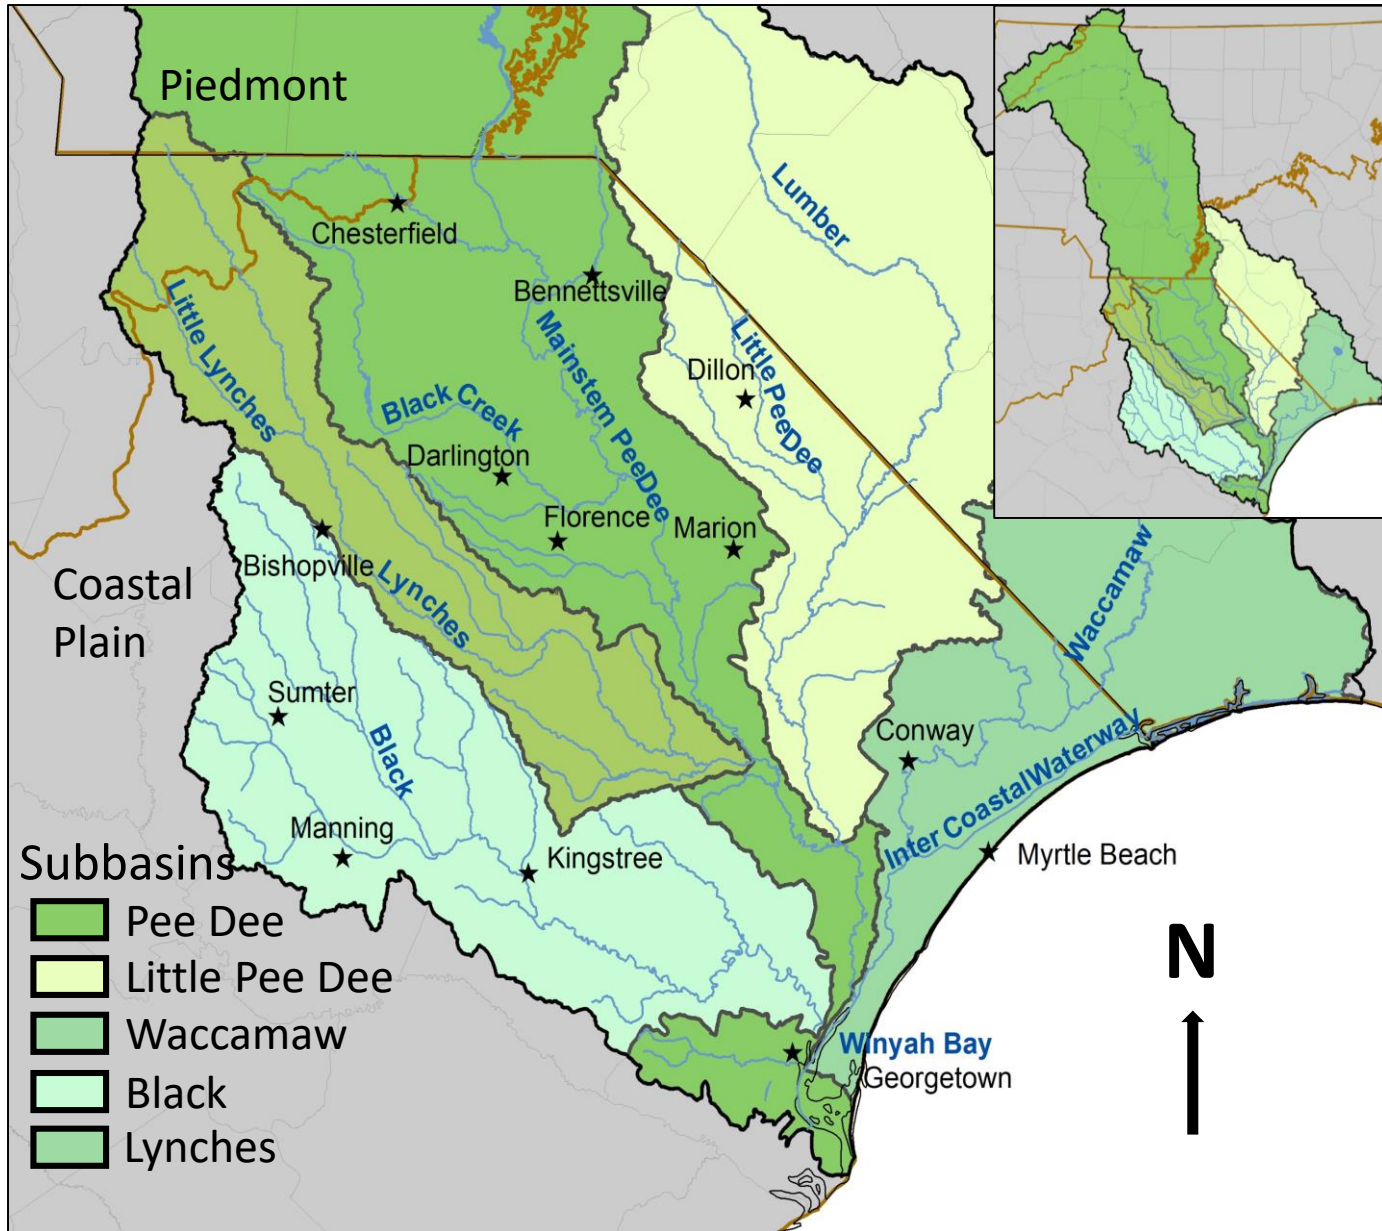 Piedmont
Lumber
Chesterfield
Bennettsville
Little Lynches
Mainstem PeeDee
Little PeeDee
Dillon
Black Creek
Darlington
Florence
Marion
Bishopville
Lynches
Waccamaw
Coastal
Plain
Sumter
Black
Conway
Inter CoastalWaterway
Manning
Kingstree
Myrtle Beach
Subbasins
Pee Dee
Little Pee Dee
Waccamaw
Black
Lynches
N
Winyah Bay
Georgetown